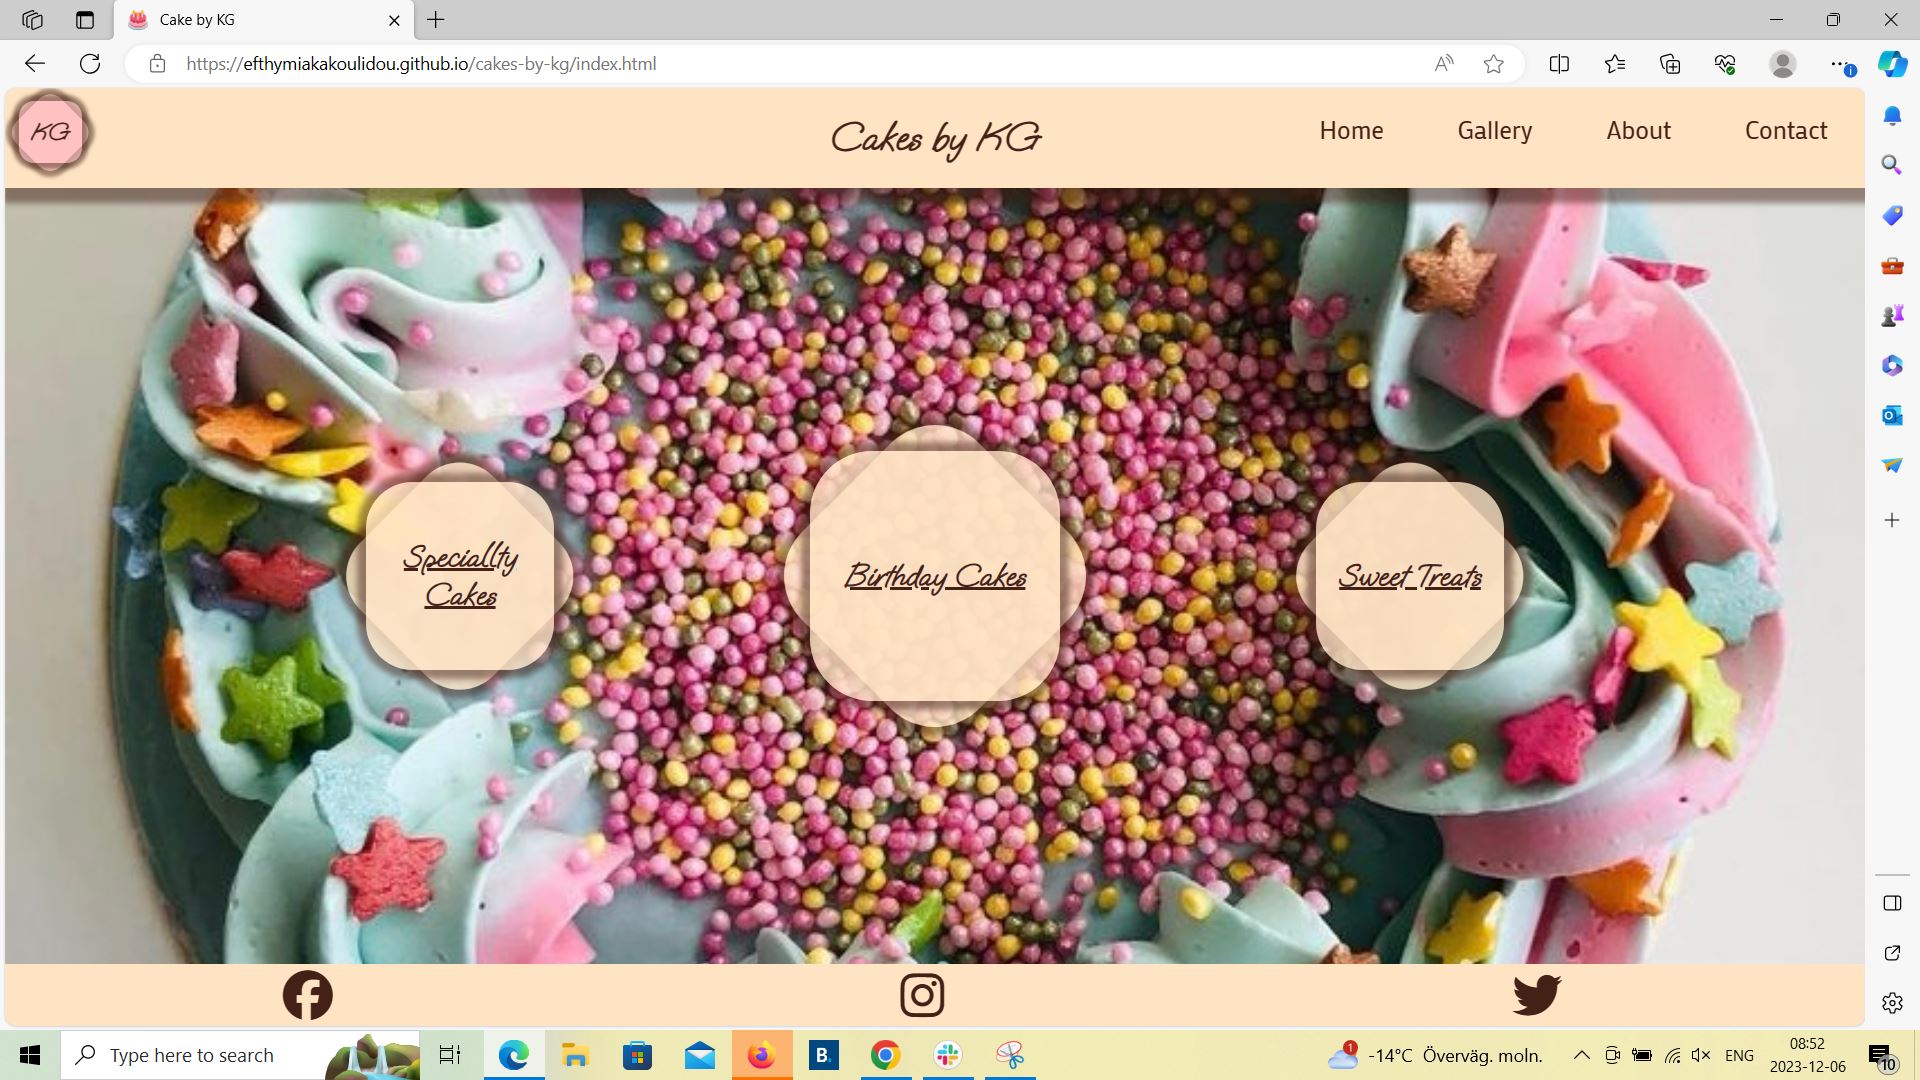 Cake by KG
https://efthymiakakoulidou.github.io/cakes-by-kg/index.html
KG
Cakes by KG
Home
Gallery
About
Contact
Speciallty
Cakes
Birthday Cakes
Sweet Treats
Type here to search
B.
1
-14°C Överväg. moln.
ENG
08:52
2023-12-06
10